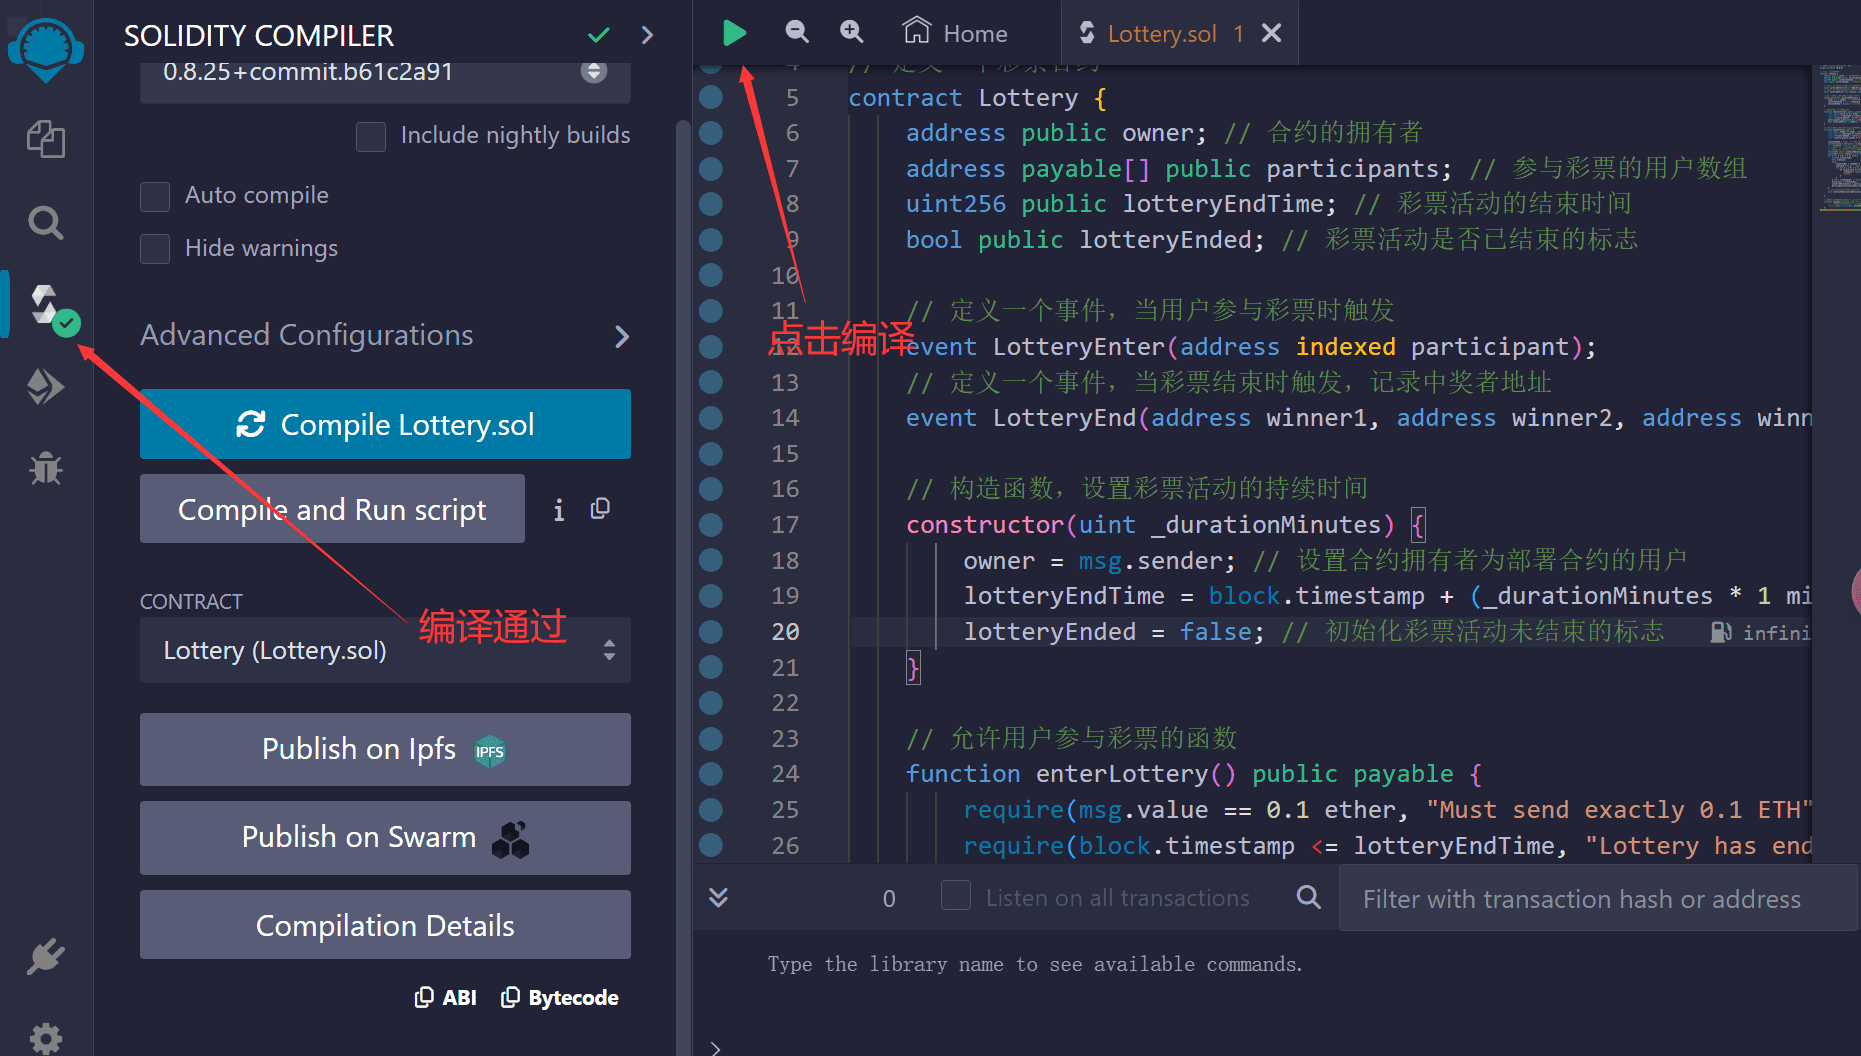 SOLIDITY COMPILER
0.8.25+commit.b61c2a91
Include nightly builds
Auto compile
Hide warnings
Advanced Configurations
Compile Lottery.sol
Compile and Run script
i
CONTRACT
编译通过
Lottery (Lottery.sol)
Publish on Ipfs
IPFS
Publish on Swarm
Compilation Details
ABI
Bytecode
Home
Lottery.sol 1
4 // 定义一个彩票合约
5 contract Lottery {
6 address public owner; // 合约的拥有者
7 address payable[] public participants; // 参与彩票的用户数组
8 uint256 public lotteryEndTime; // 彩票活动的结束时间
9 bool public lotteryEnded; // 彩票活动是否已结束的标志
10
11 // 定义一个事件，当用户参与彩票时触发
点击编译
12 event LotteryEnter(address indexed participant);
13 // 定义一个事件，当彩票结束时触发，记录中奖者地址
14 event LotteryEnd(address winner1, address winner2, address winn
15
16 // 构造函数，设置彩票活动的持续时间
17 constructor(uint _durationMinutes) {
18 owner = msg.sender; // 设置合约拥有者为部署合约的用户
19 lotteryEndTime = block.timestamp + (_durationMinutes * 1 mi
20 lotteryEnded = false; // 初始化彩票活动未结束的标志 infini
21 }
22
23 // 允许用户参与彩票的函数
24 function enterLottery() public payable {
25 require(msg.value == 0.1 ether, "Must send exactly 0.1 ETH"
26 require(block.timestamp <= lotteryEndTime, "Lottery has end
0
Listen on all transactions
Filter with transaction hash or address
Type the library name to see available commands.
>